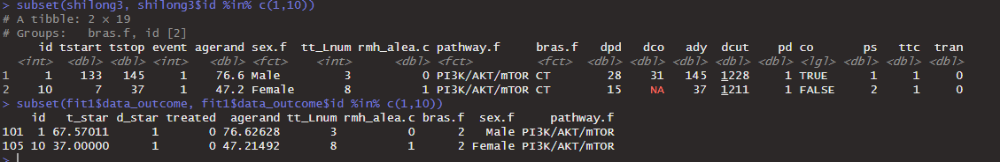 > subset(shilong3, shilong3$id %in% c(1,10))
# A tibble: 2 × 19
# Groups:   bras.f, id [2]
     id tstart tstop event agerand sex.f  tt_Lnum rmh_alea.c pathway.f     bras.f   dpd   dco   ady  dcut    pd co       ps   ttc  tran
  <int>  <dbl> <dbl> <int>   <dbl> <fct>    <int>      <dbl> <fct>         <fct>  <dbl> <dbl> <dbl> <dbl> <dbl> <lgl> <dbl> <dbl> <dbl>
1     1    133   145     1    76.6 Male         3          0 PI3K/AKT/mTOR CT        28    31   145  1228     1 TRUE      1     1     0
2    10      7    37     1    47.2 Female       8          1 PI3K/AKT/mTOR CT        15    NA    37  1211     1 FALSE     2     1     0
> subset(fit1$data_outcome, fit1$data_outcome$id %in% c(1,10))
    id   t_star d_star treated  agerand tt_Lnum rmh_alea.c bras.f  sex.f     pathway.f
101  1 67.57011      1       0 76.62628       3          0      2   Male PI3K/AKT/mTOR
105 10 37.00000      1       0 47.21492       8          1      2 Female PI3K/AKT/mTOR
>